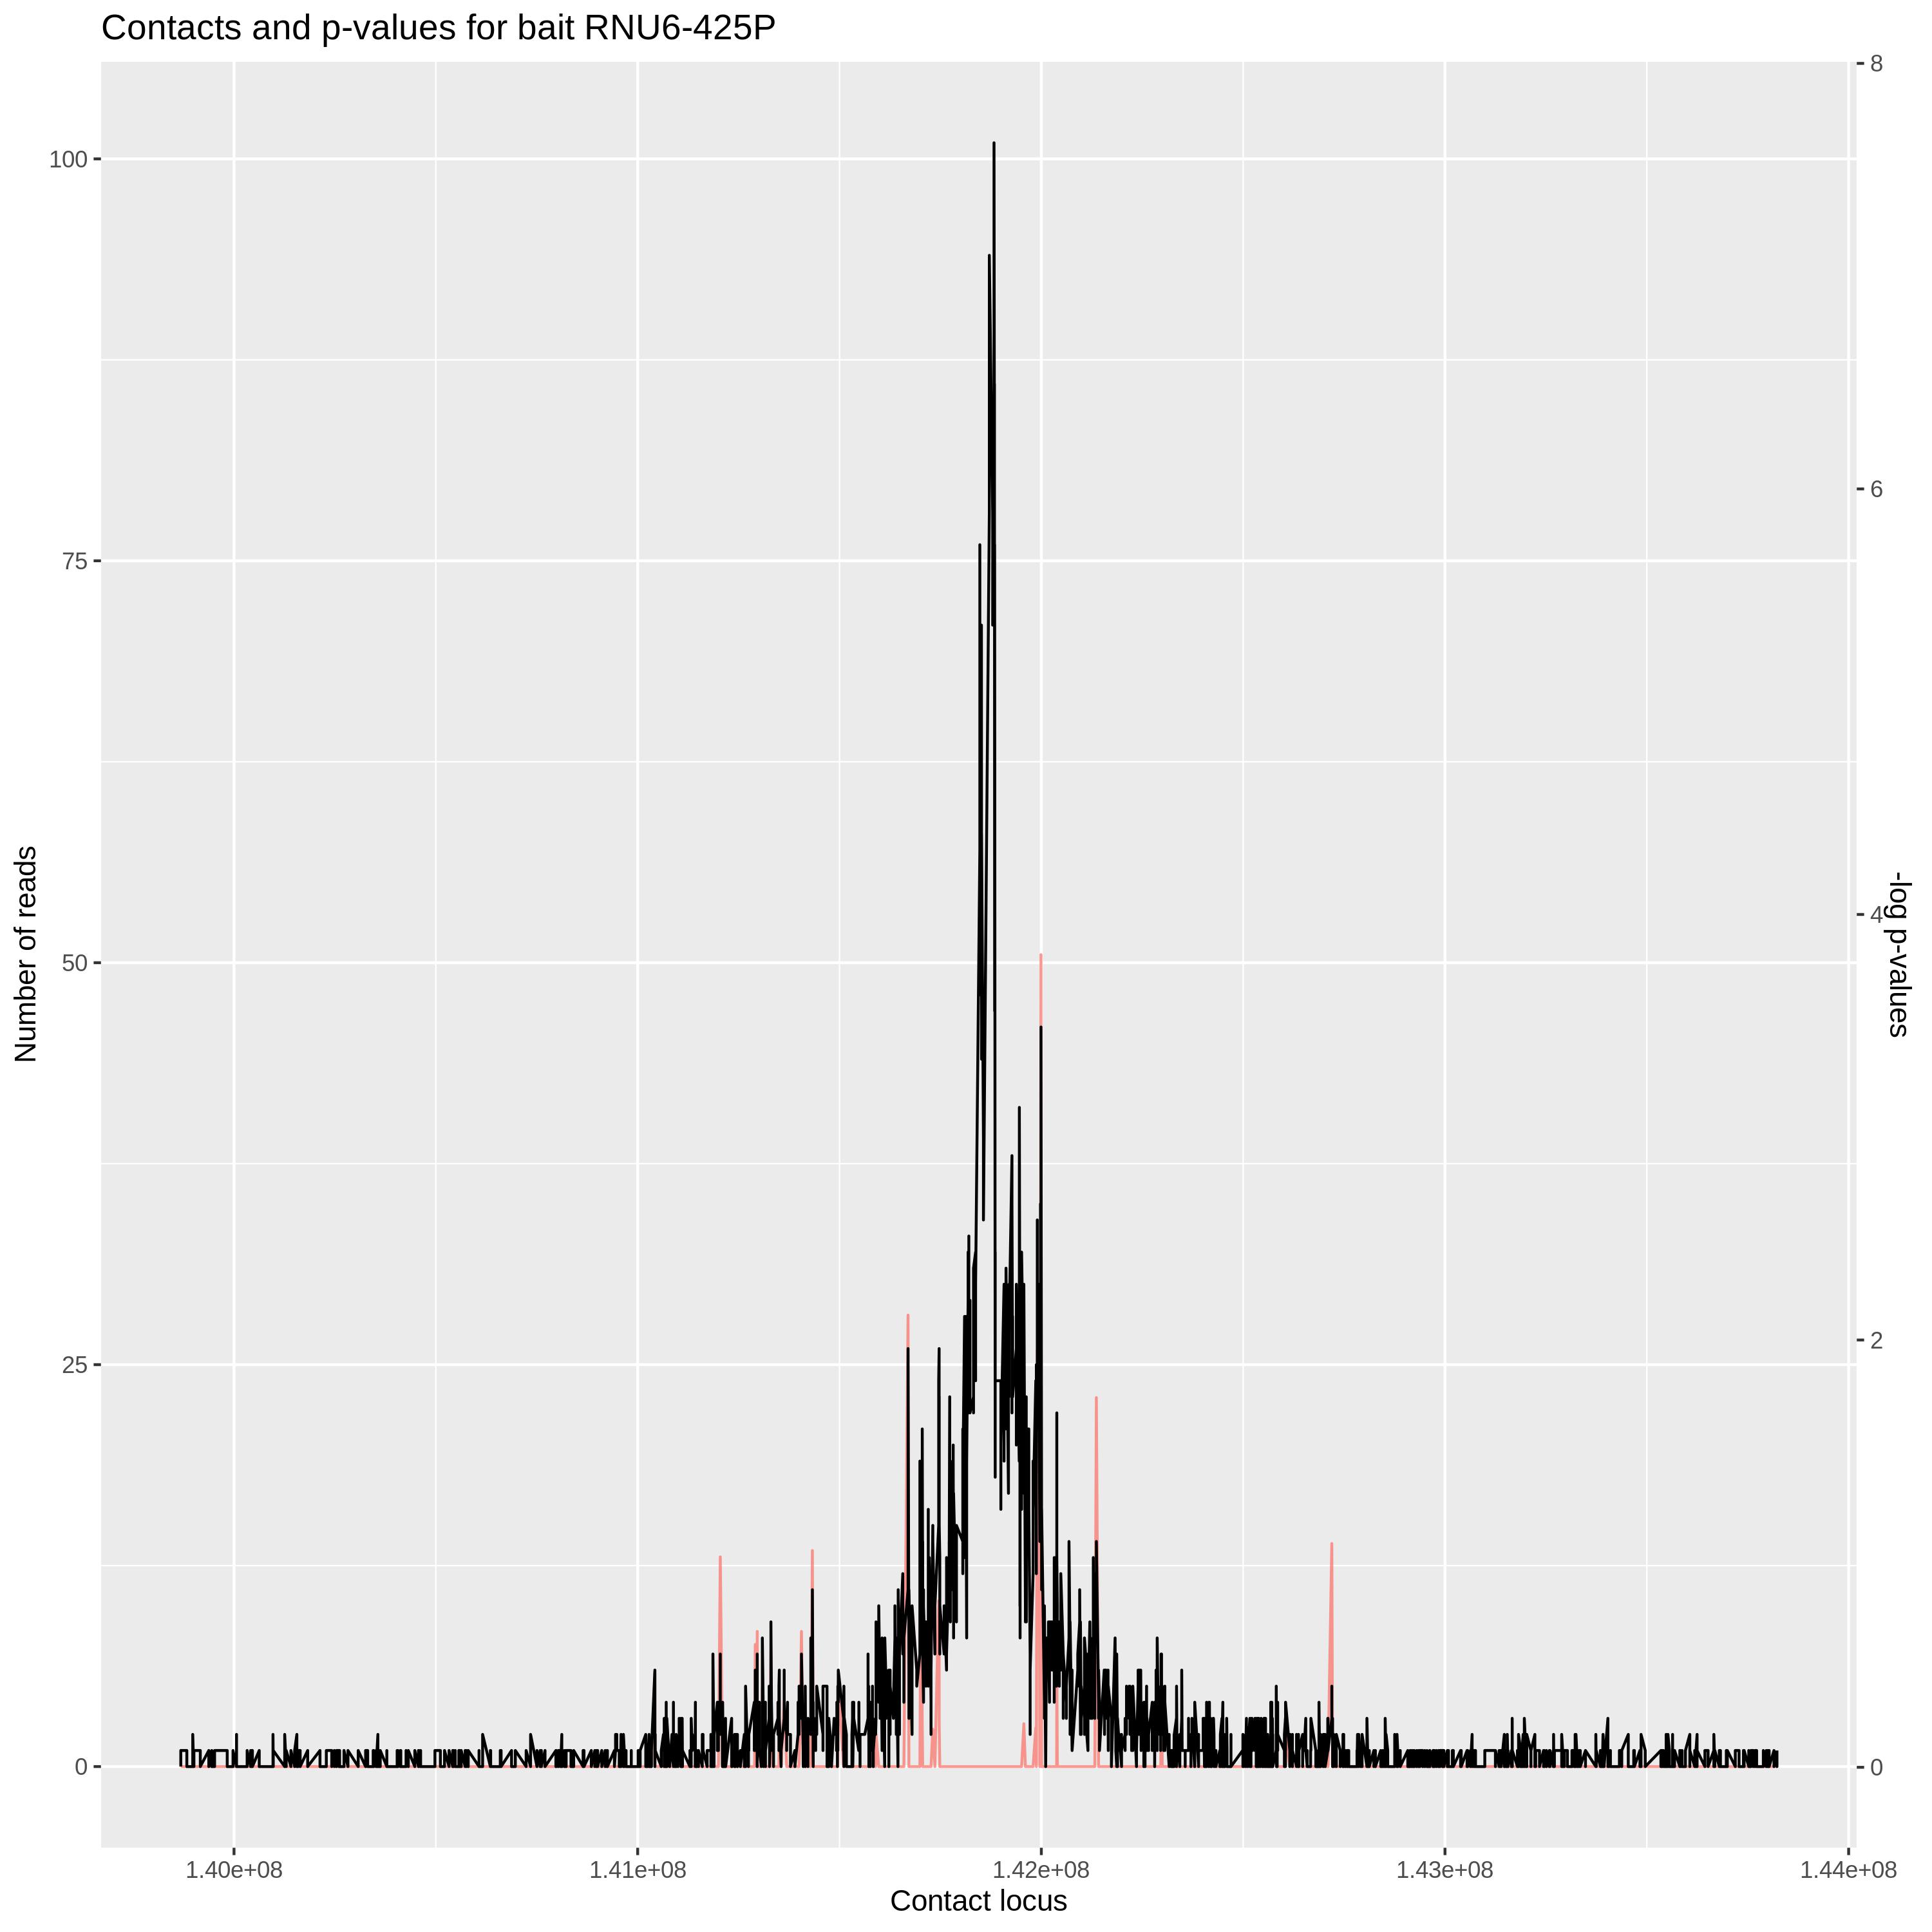 Contacts and p-values for bait RNU6-425P
Number of reads
100
75
50
25
0
8
6
4
2
0
-log p-values
1.40e+08
1.41e+08
1.42e+08
1.43e+08
1.44e+08
Contact locus